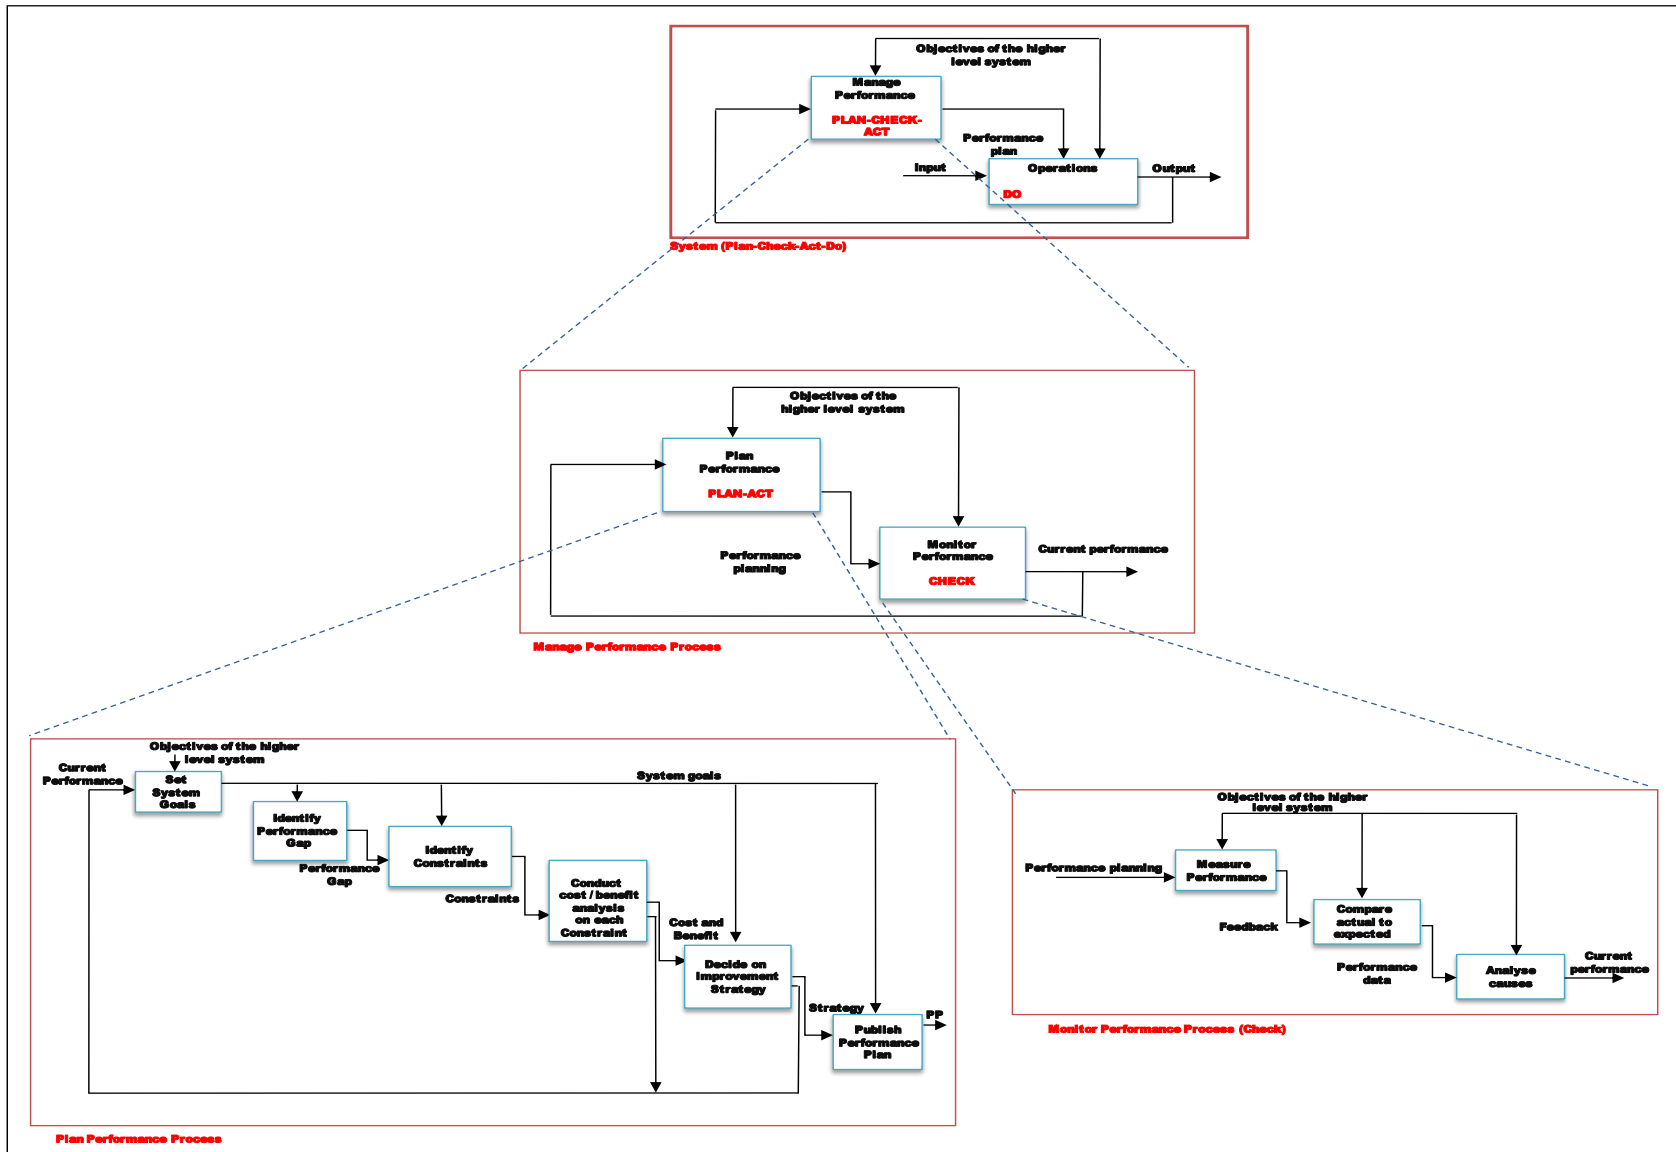 Objectives of the higher
level system
Manage
Performance
PLAN-CHECK-
ACT
Performance
plan
Input
Operations
DO
Output
System (Plan-Check-Act-Do)
Objectives of the
higher level system
Plan
Performance
PLAN-ACT
Performance
planning
Monitor
Performance
CHECK
Current performance
Manage Performance Process
Objectives of the higher
level system
Current
Performance
Set
System
Goals
System goals
Identify
Performance
Gap
Performance
Gap
Identify
Constraints
Constraints
Conduct
cost / benefit
analysis
on each
Constraint
Cost and
Benefit
Decide on
improvement
Strategy
Strategy
Publish
Performance
Plan
PP
Plan Performance Process
Objectives of the higher
level system
Performance planning
Measure
Performance
Feedback
Compare
actual to
expected
Performance
data
Analyse
causes
Current
performance
Monitor Performance Process (Check)